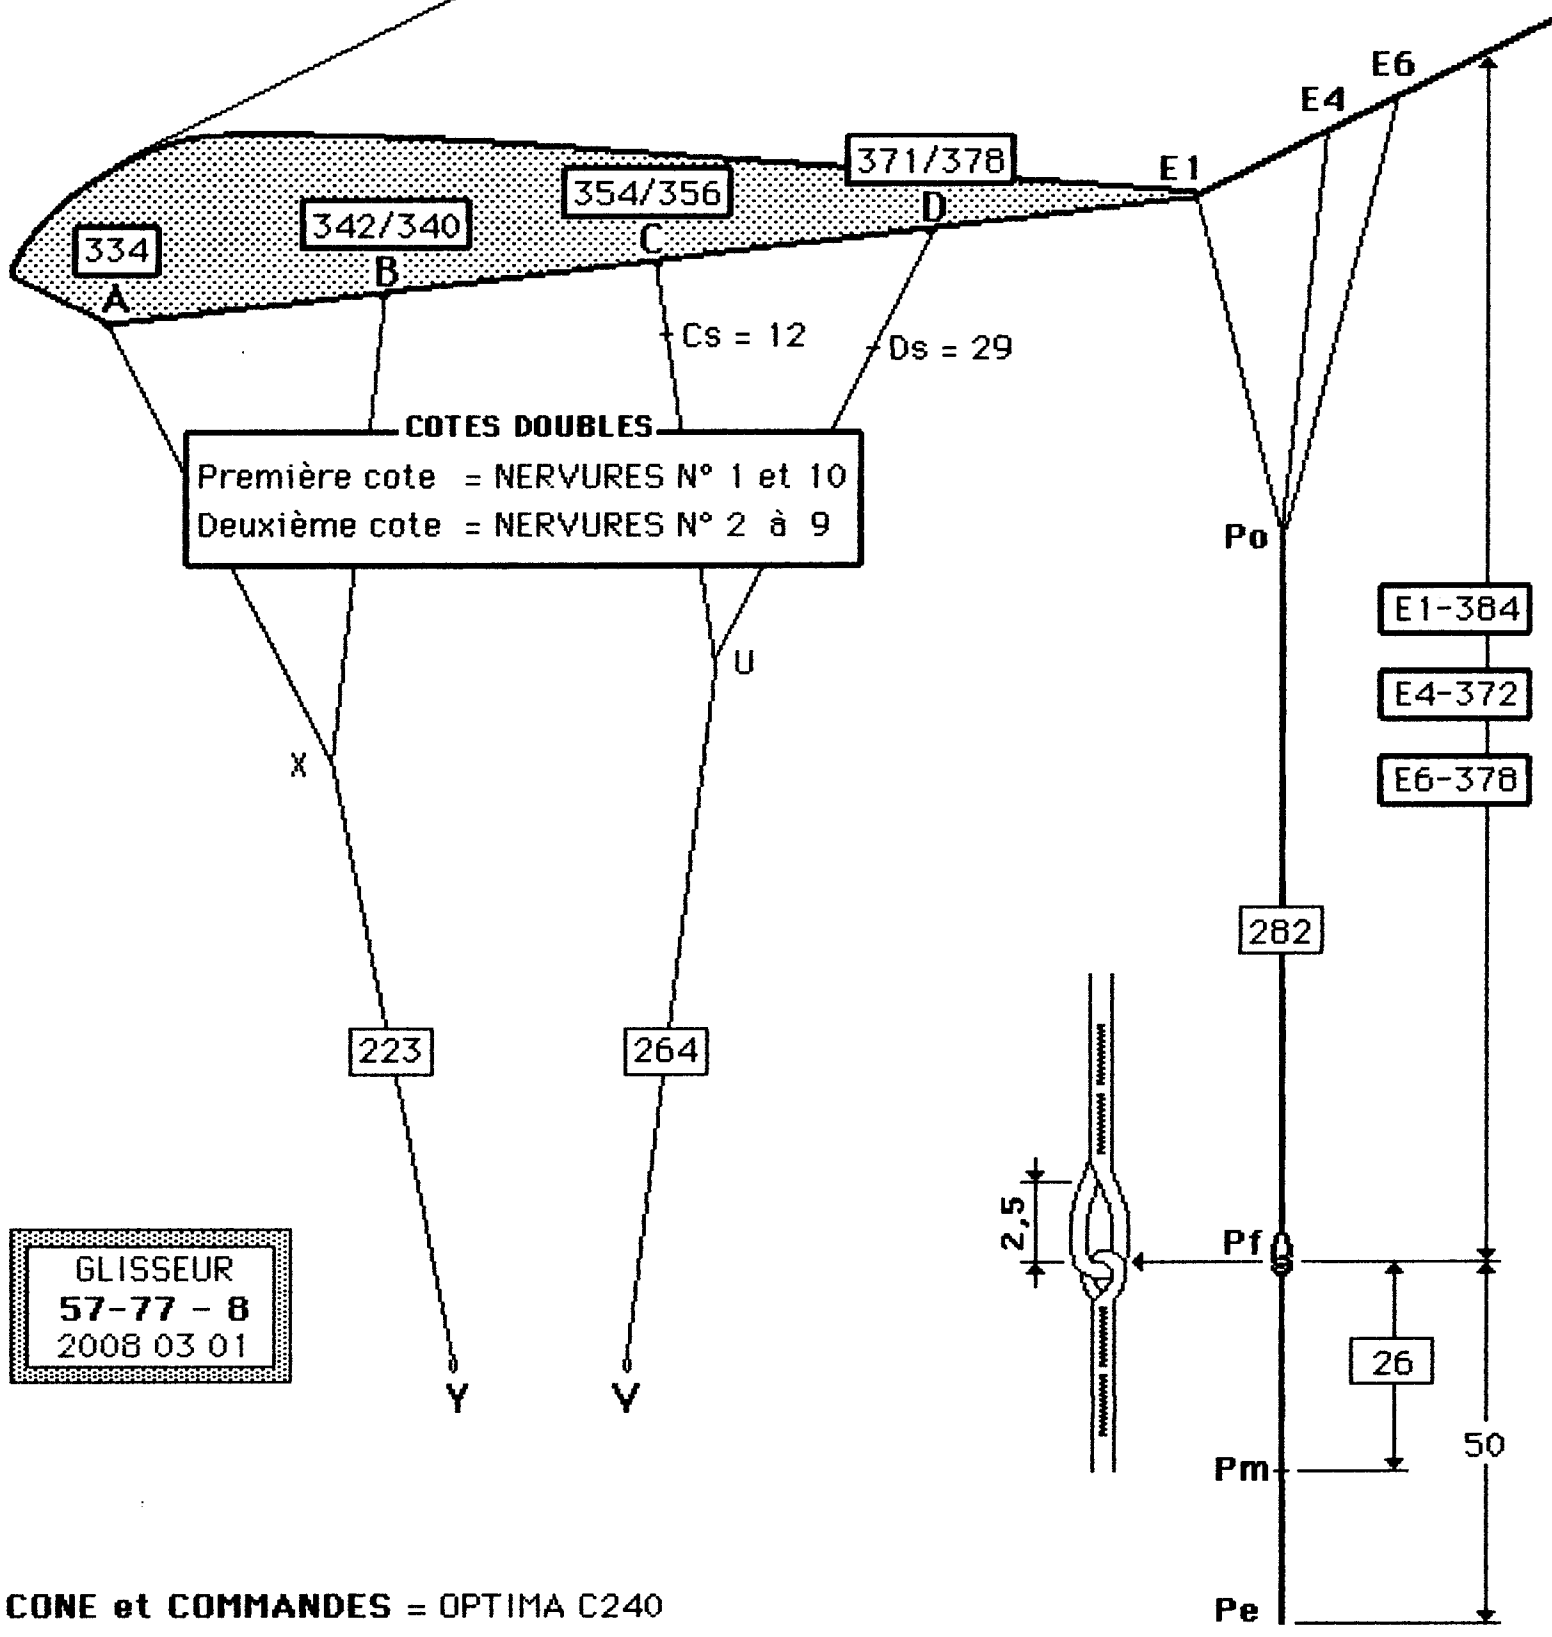 E6
E4
371/378
E1
354/356
342/340
334
D
C
B
A
Cs = 12
Ds = 29
COTES DOUBLES
Première cote = NERVURES N° 1 et 10
Deuxième cote = NERVURES N° 2 à 9
Po
E1-384
U
E4-372
X
E6-378
282
223
264
2,5
Pf
GLISSEUR
57-77 - 8
2008 03 01
26
Y
V
50
Pm
CONE et COMMANDES = OPTIMA C240
Pe